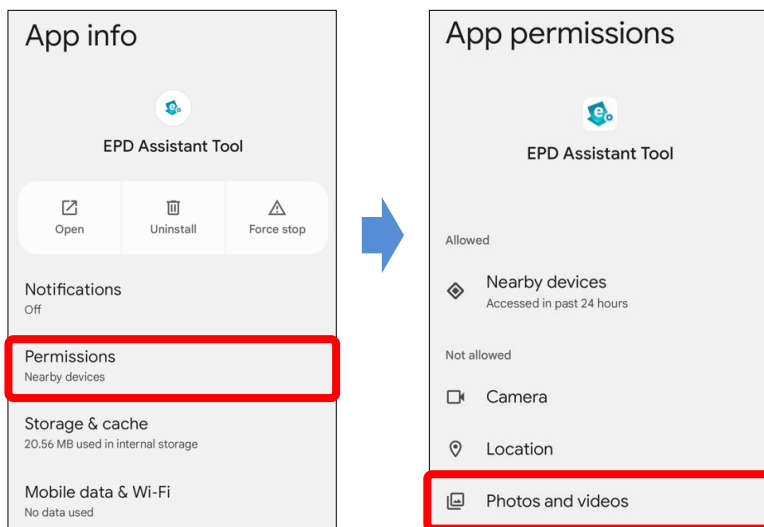 App info
EPD Assistant Tool
Open
Uninstall
Force stop
Notifications
Off
Permissions
Nearby devices
Storage & cache
20.56 MB used in internal storage
Mobile data & Wi-Fi
No data used
App permissions
EPD Assistant Tool
Allowed
Nearby devices
Accessed in past 24 hours
Not allowed
Camera
Location
Photos and videos